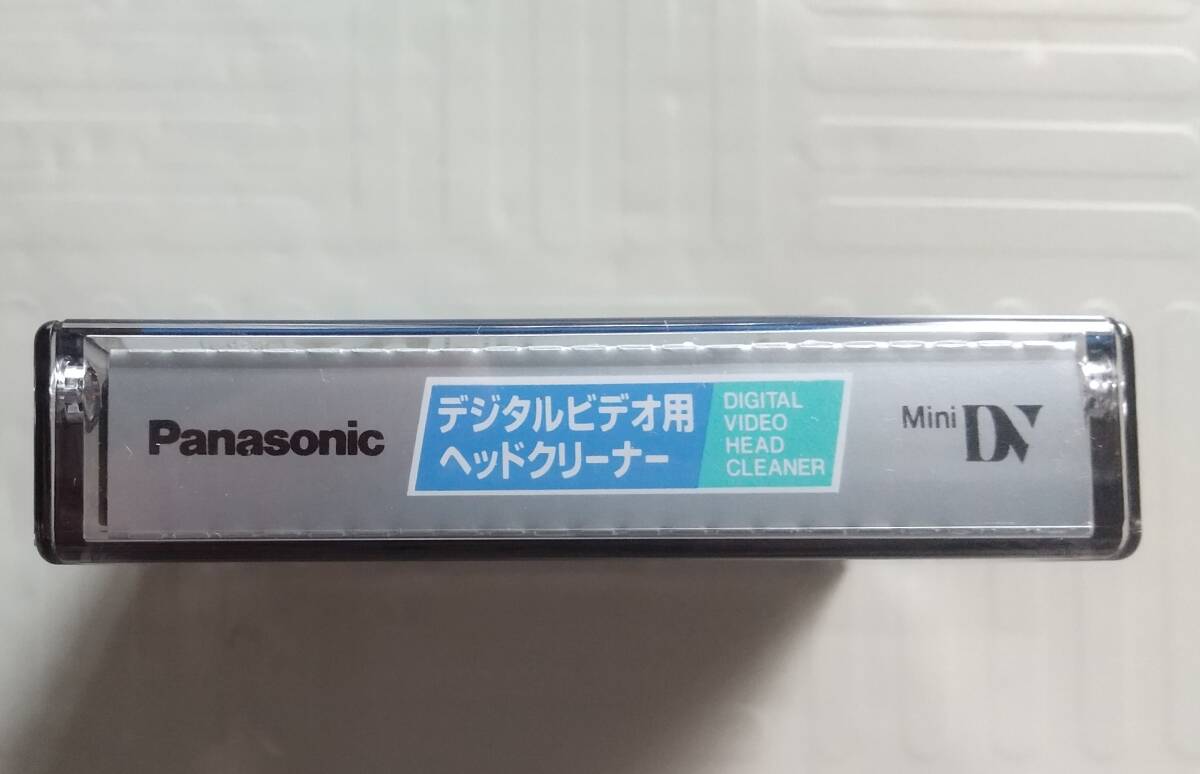 Panasonic
デジタルビデオ用
ヘッドクリーナー
DIGITAL
VIDEO
HEAD
CLEANER
Mini DV